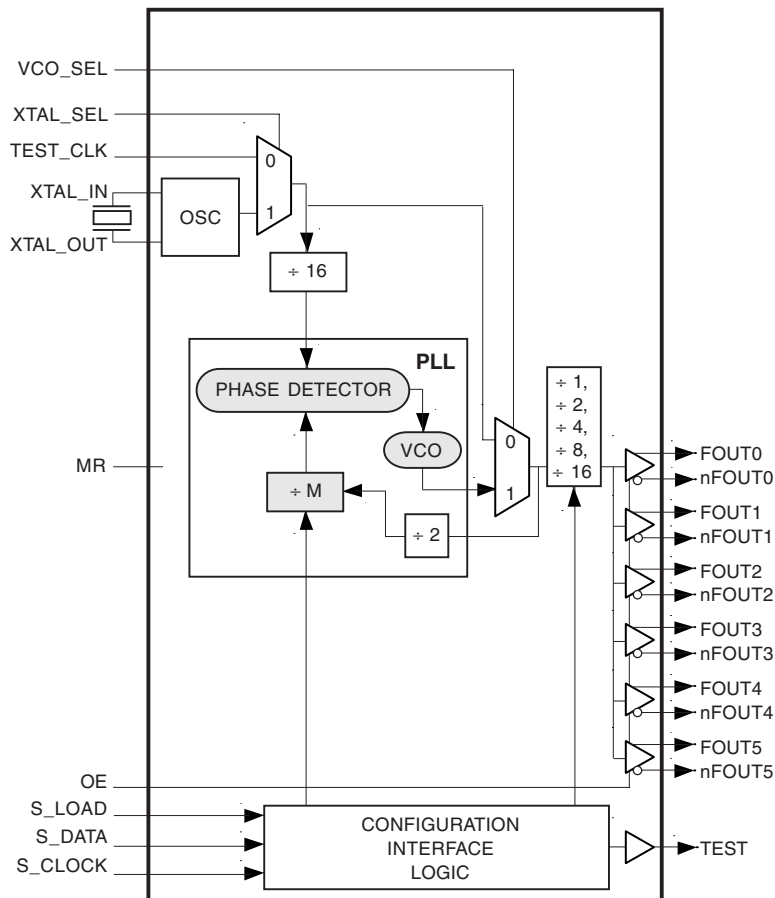 VCO_SEL
XTAL_SEL
TEST_CLK
0
XTAL_IN
OSC
1
XTAL_OUT
÷ 16
PLL
PHASE DETECTOR
VCO
0
1
÷ 1,
÷ 2,
÷ 4,
÷ 8,
÷ 16
MR
÷ M
÷ 2
FOUT0
nFOUT0
FOUT1
nFOUT1
FOUT2
nFOUT2
FOUT3
nFOUT3
FOUT4
nFOUT4
FOUT5
nFOUT5
OE
S_LOAD
S_DATA
S_CLOCK
CONFIGURATION
INTERFACE
LOGIC
TEST